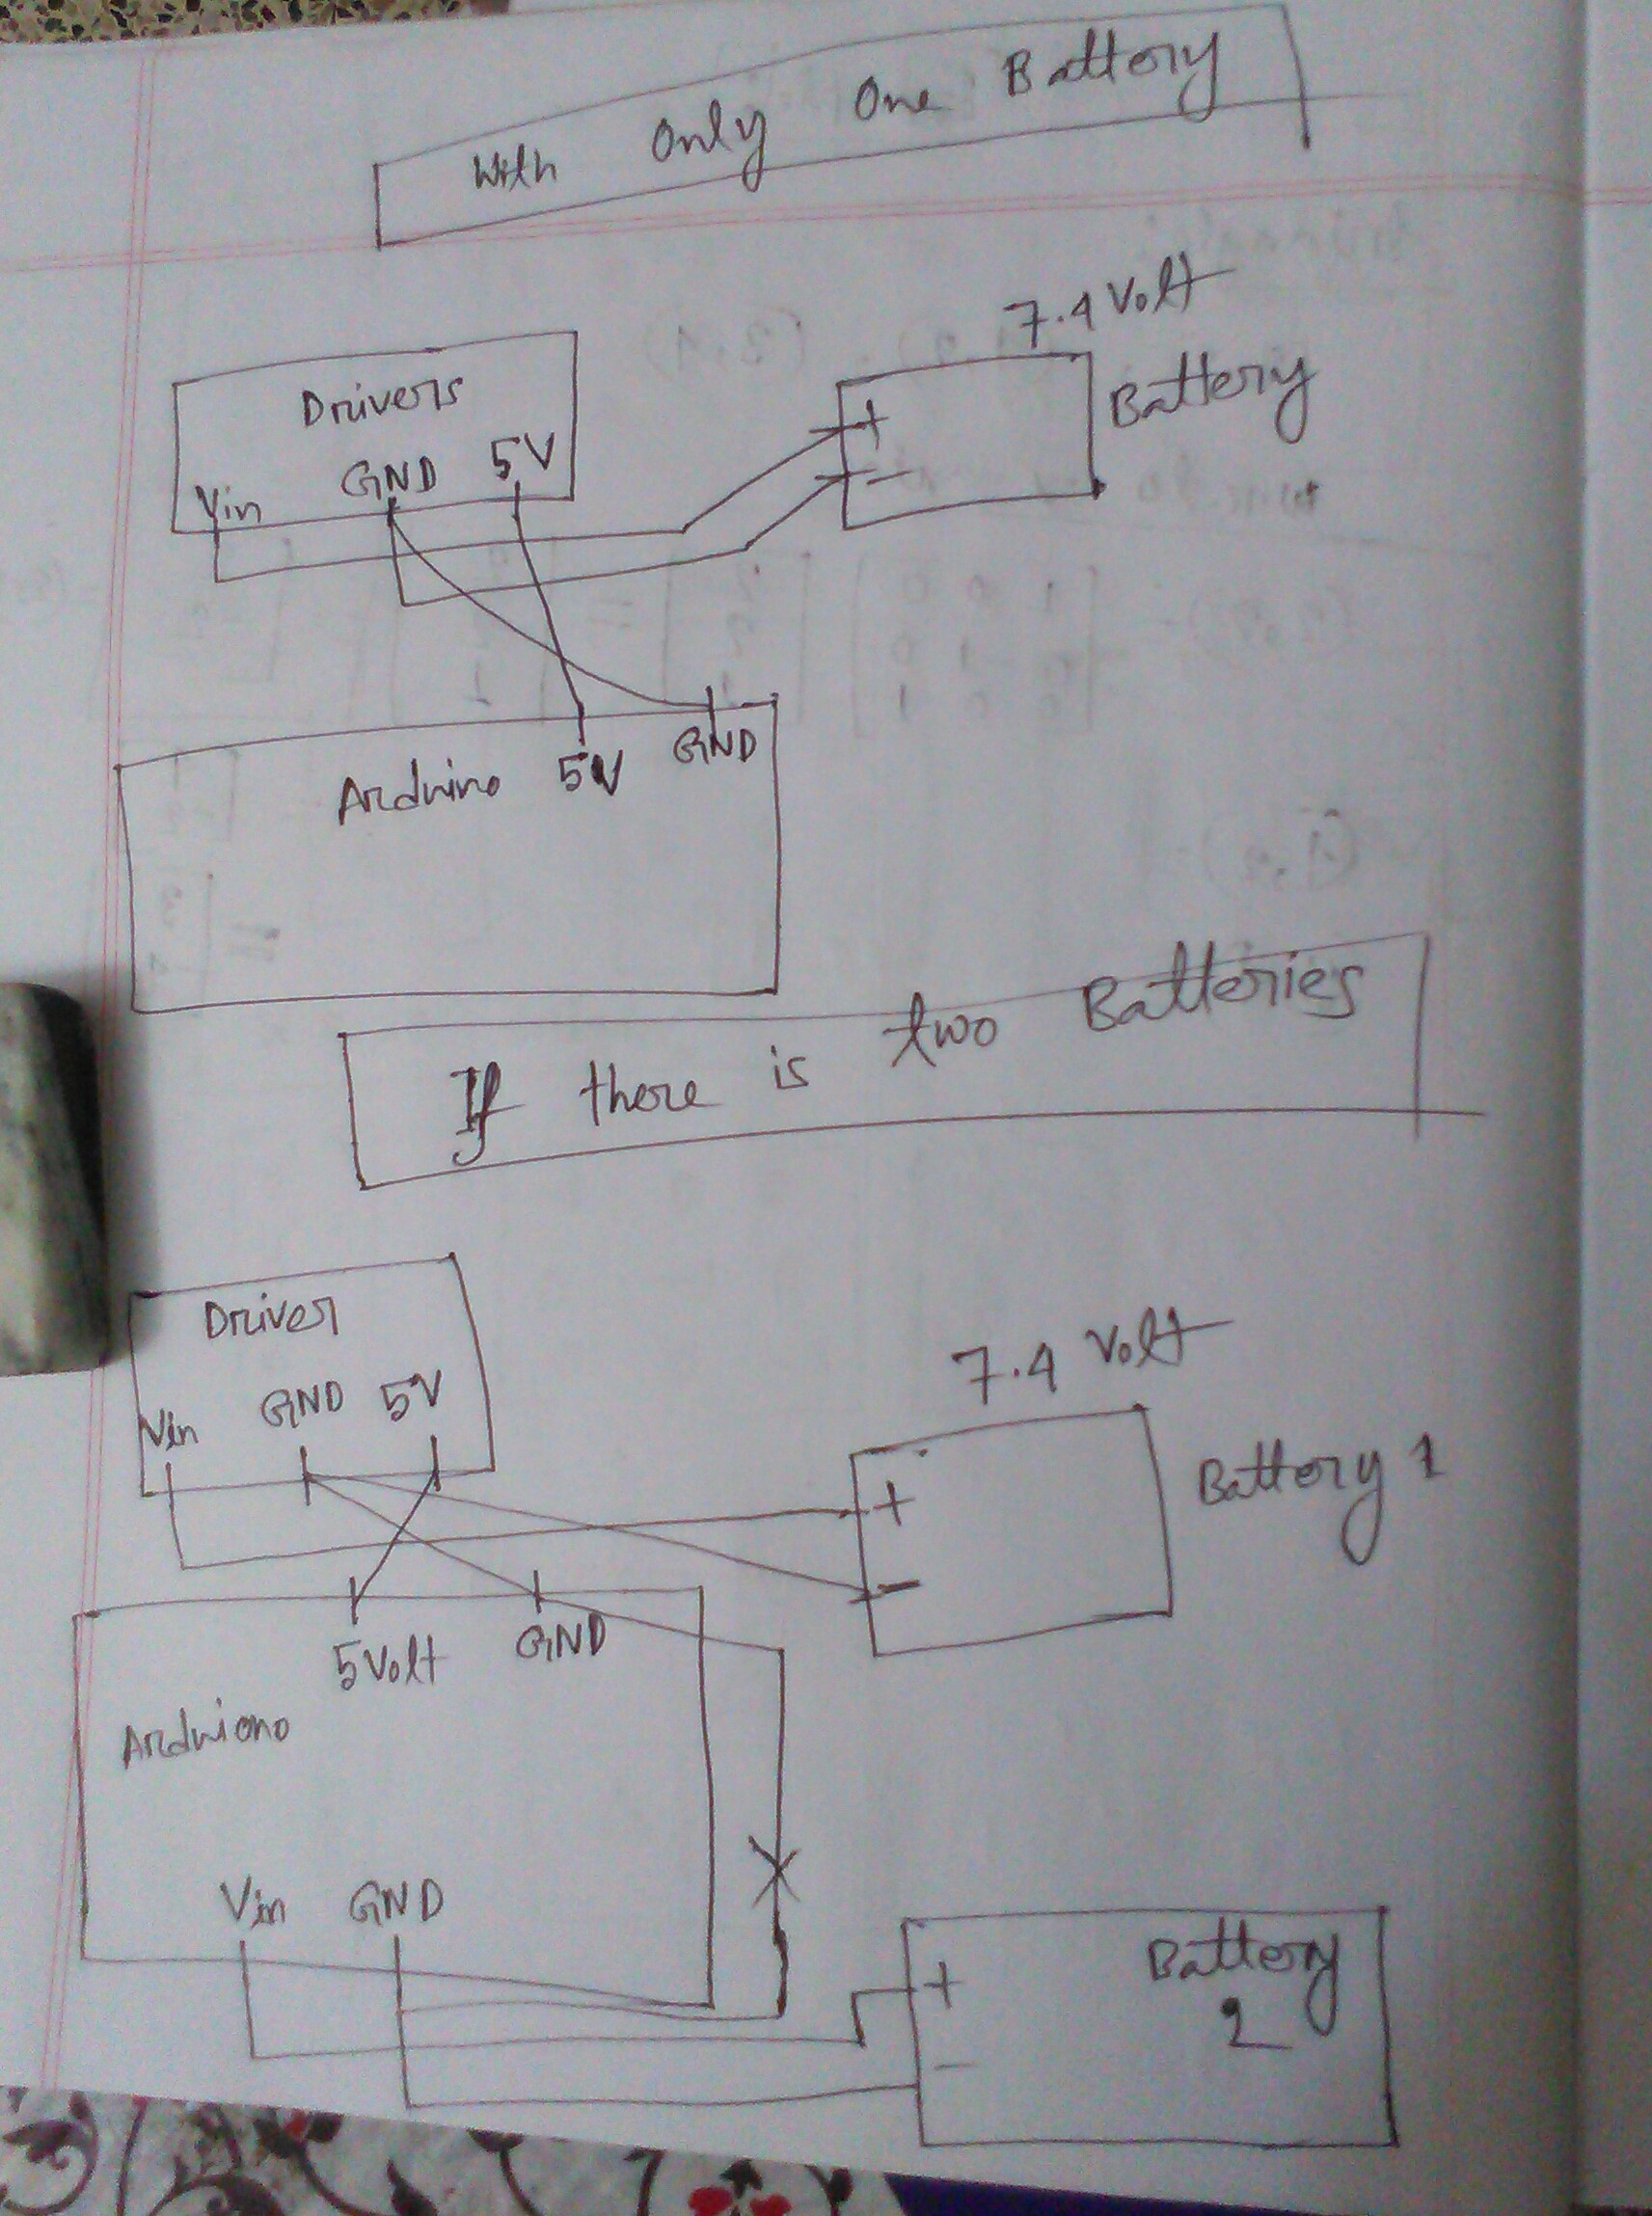 With Only One Battery
7.4 Volt
Battery
Drivers
Vin GND 5V
+
-
Arduino 5V GND
If there is two Batteries
Driver
Vin GND 5V
7.4 Volt
Battery 1
+
-
5Volt GND
Arduiono
Vin GND
Battery
2
+
-